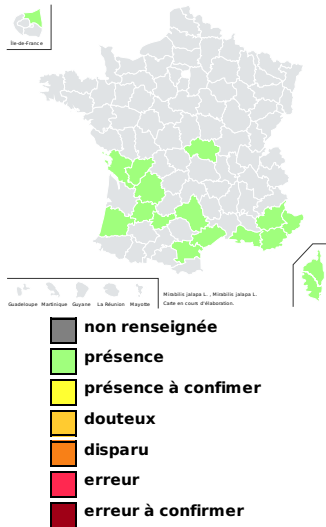 Île-de-France
Guadeloupe Martinique Guyane La Réunion Mayotte
Mirabilis jalapa L. , Mirabilis jalapa L.
Carte en cours d'élaboration.
non renseignée
présence
présence à confimer
douteux
disparu
erreur
erreur à confirmer